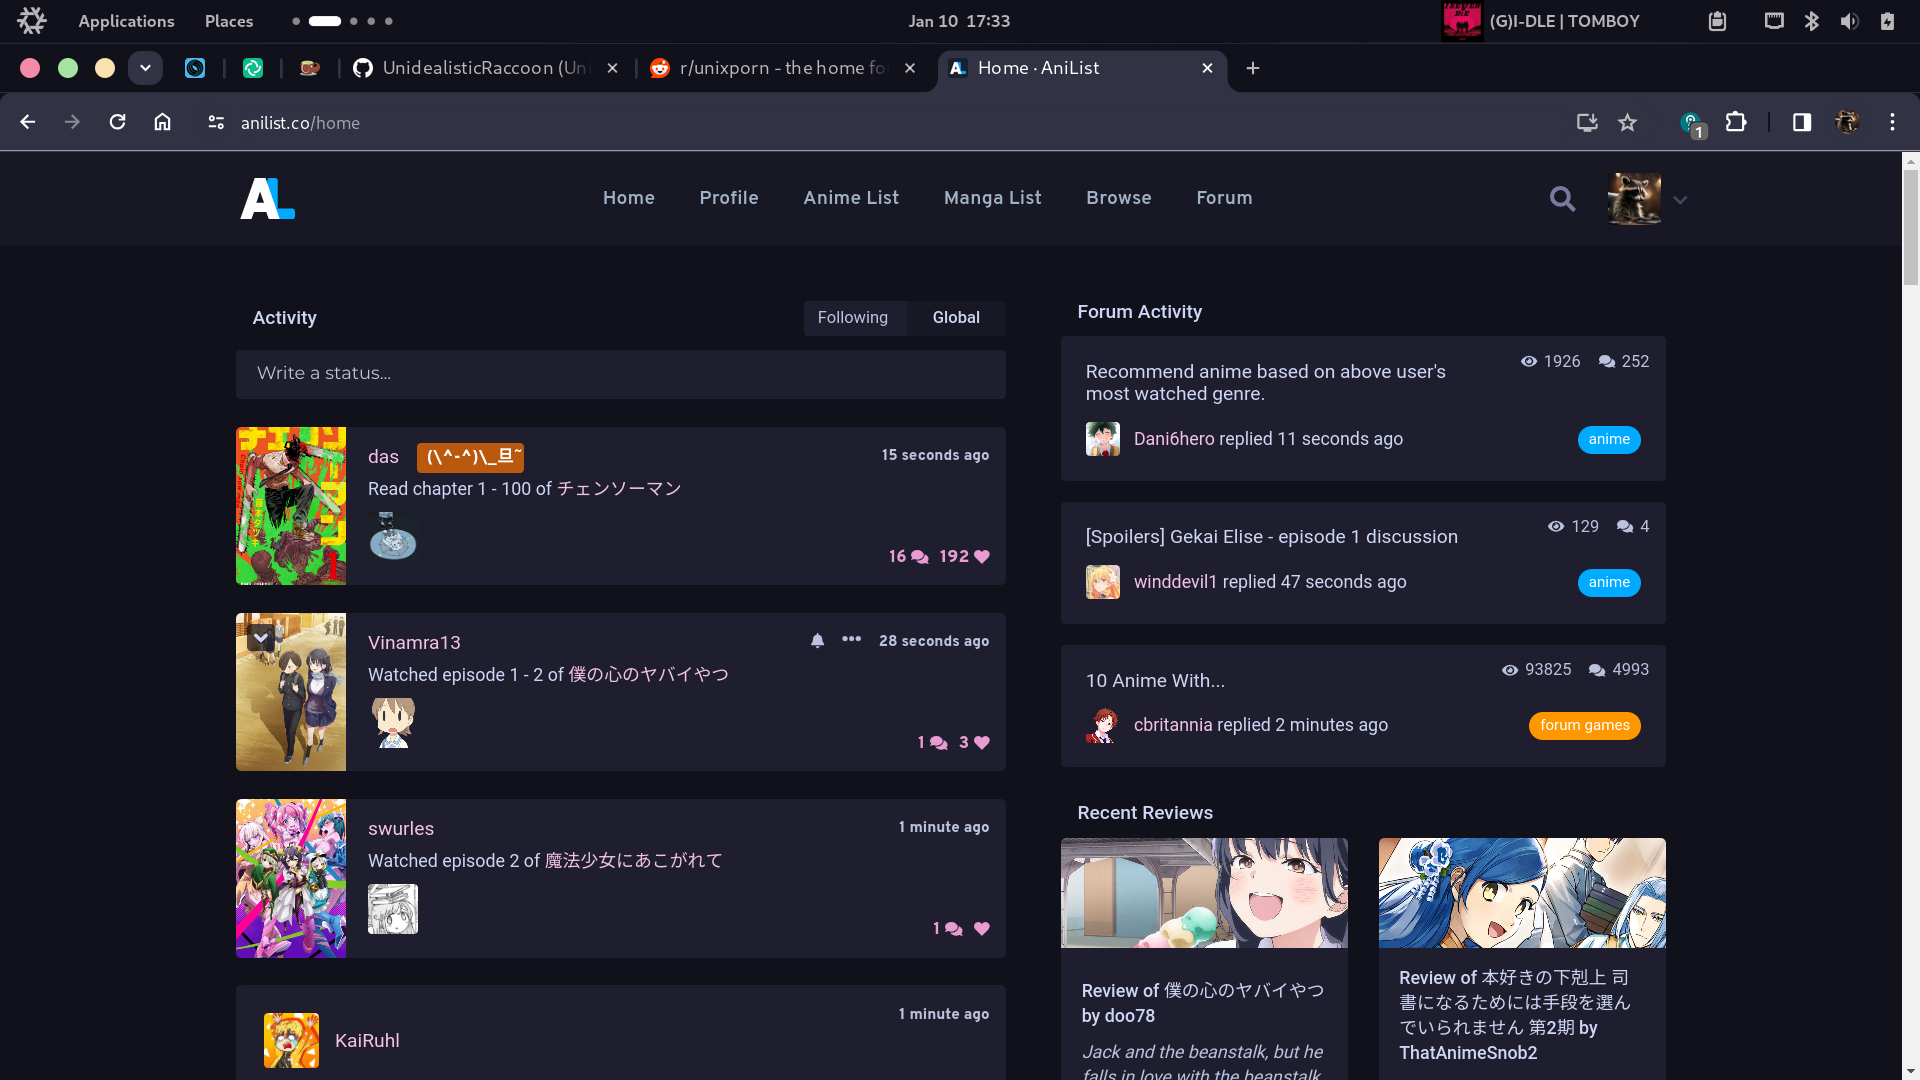 Applications Places
Jan 10 17:33
(G)I-DLE | TOMBOY
UnidealisticRaccoon (Uni
r/unixporn - the home fo
Home · AniList
anilist.co/home
1
AL
Home Profile Anime List Manga List Browse Forum
Activity
Following Global
Write a status...
das (\^-^)\_旦~ 15 seconds ago
Read chapter 1 - 100 of チェンソーマン
16 192
Vinamra13 28 seconds ago
Watched episode 1 - 2 of 僕の心のヤバイやつ
1 3
swurles 1 minute ago
Watched episode 2 of 魔法少女にあこがれて
1
KaiRuhl 1 minute ago
Forum Activity
Recommend anime based on above user's
most watched genre.
1926 252
Dani6hero replied 11 seconds ago
anime
[Spoilers] Gekai Elise - episode 1 discussion
129 4
winddevil1 replied 47 seconds ago
anime
10 Anime With...
93825 4993
cbritannia replied 2 minutes ago
forum games
Recent Reviews
Review of 僕の心のヤバイやつ
by doo78
Jack and the beanstalk, but he
falls in love with the beanstalk
Review of 本好きの下剋上 司
書になるためには手段を選ん
でいられません 第2期 by
ThatAnimeSnob2